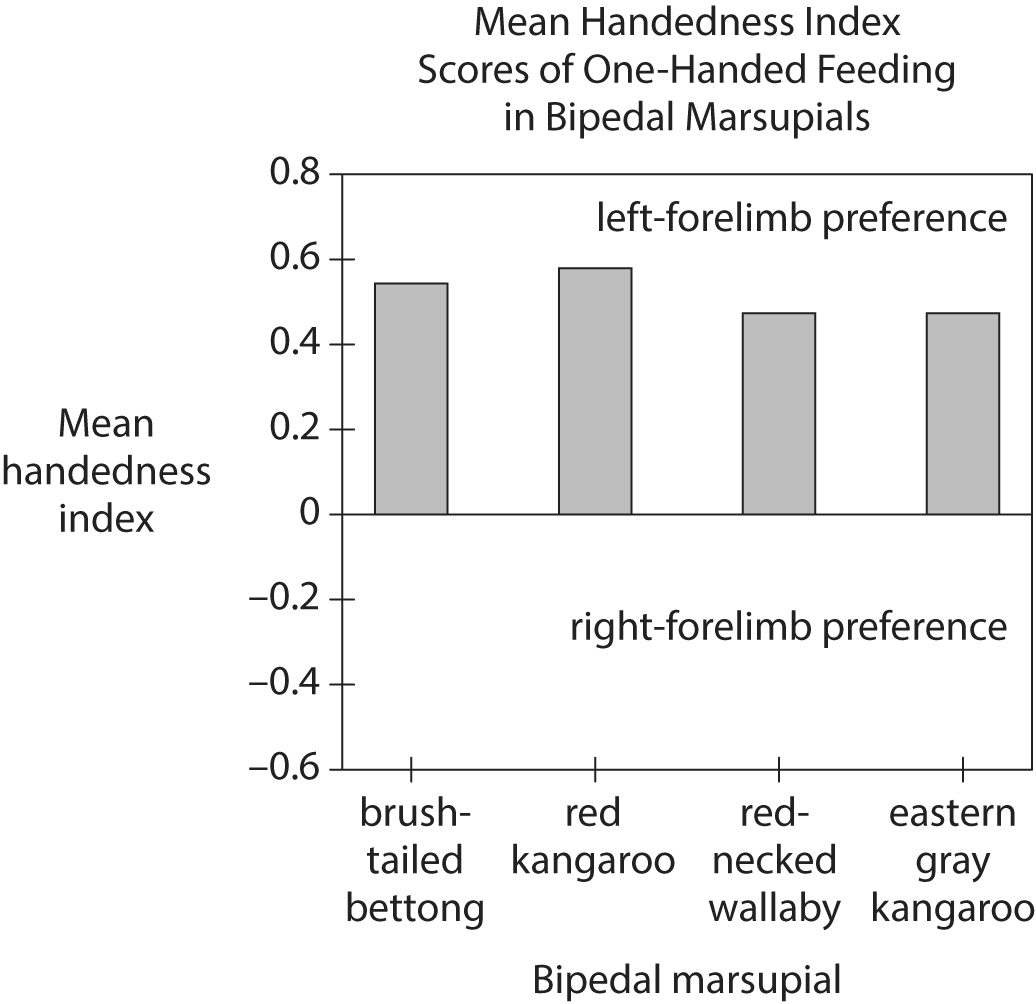 Mean Handedness Index
Scores of One-Handed Feeding
in Bipedal Marsupials
0.8
0.6
0.4
0.2
0
–0.2
–0.4
–0.6
left-forelimb preference
right-forelimb preference
Mean
handedness
index
brush-
tailed
bettong
red
kangaroo
red-
necked
wallaby
eastern
gray
kangaroo
Bipedal marsupial